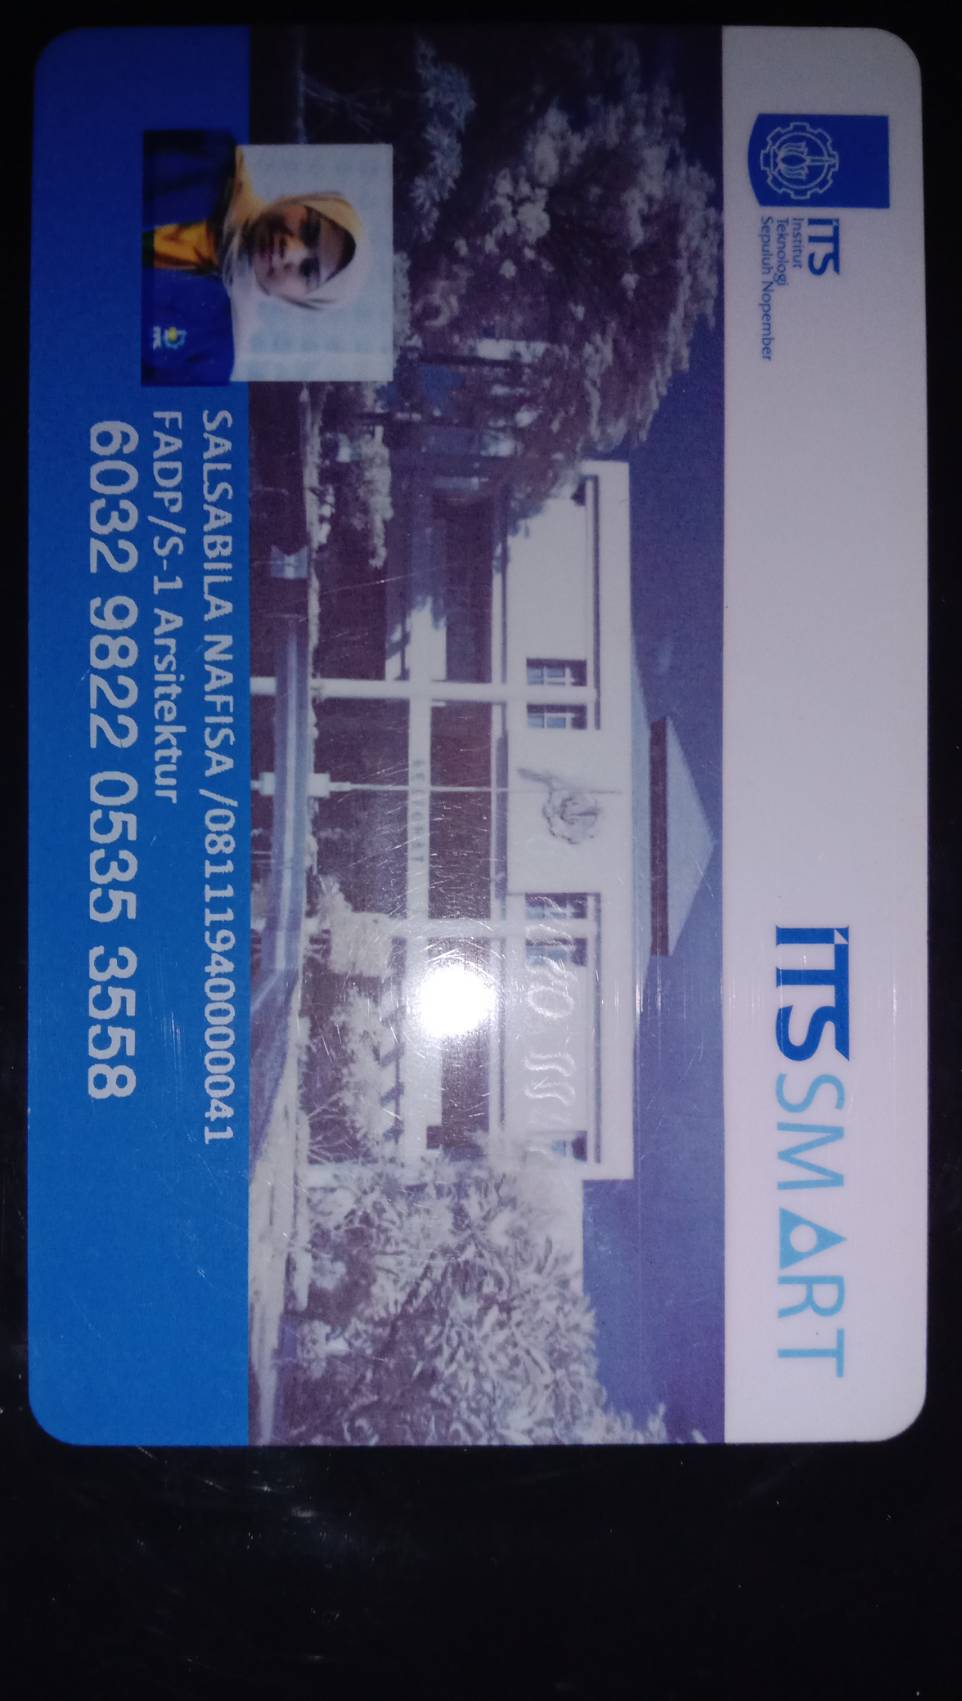 ITS
Institut
Teknologi
Sepuluh Nopember
ITS SMART
SALSABILA NAFISA /08111940000041
FADP/S-1 Arsitektur
6032 9822 0535 3558